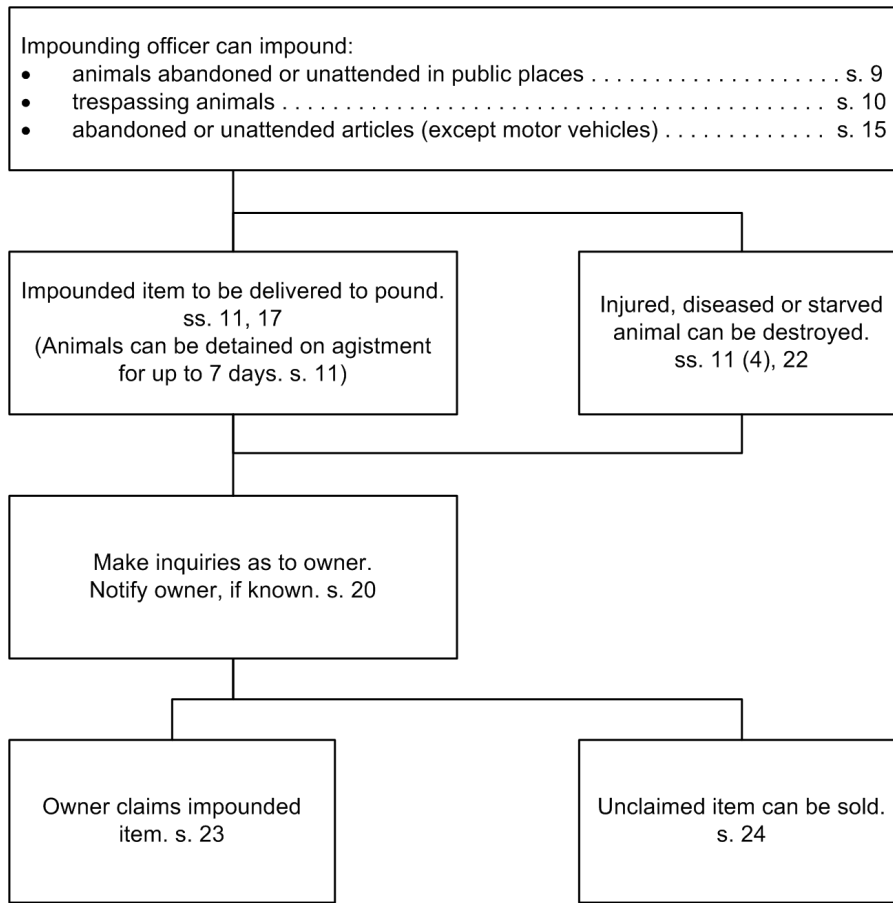 Impounding officer can impound:
• animals abandoned or unattended in public places . . . . . . . . . . . . . . . . . . . . . s. 9
• trespassing animals . . . . . . . . . . . . . . . . . . . . . . . . . . . . . . . . . . . . . . . . s. 10
• abandoned or unattended articles (except motor vehicles) . . . . . . . . . . . . . s. 15
Impounded item to be delivered to pound.
ss. 11, 17
(Animals can be detained on agistment
for up to 7 days. s. 11)
Injured, diseased or starved
animal can be destroyed.
ss. 11 (4), 22
Make inquiries as to owner.
Notify owner, if known. s. 20
Owner claims impounded
item. s. 23
Unclaimed item can be sold.
s. 24